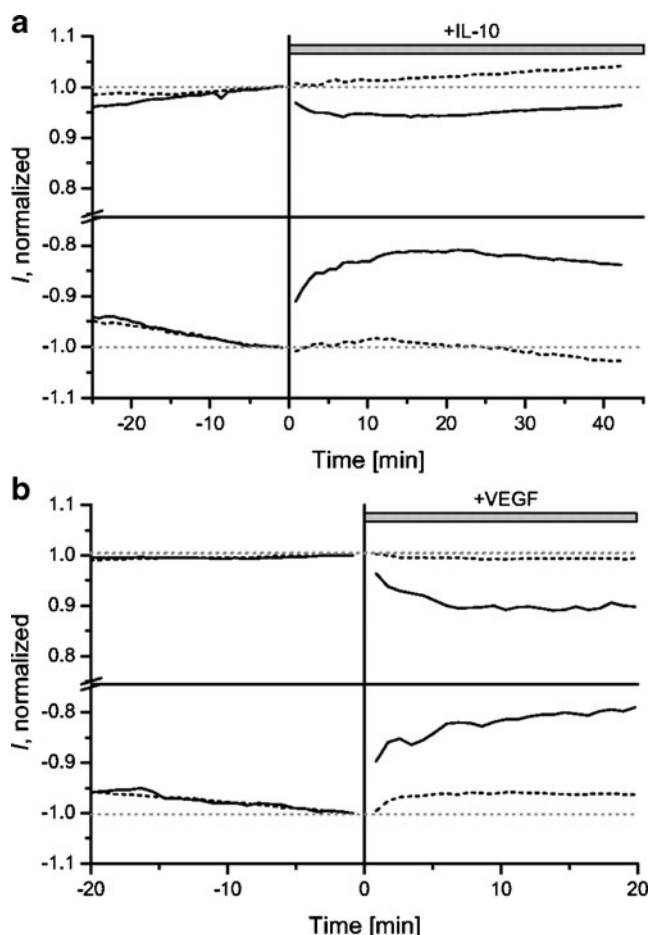 a
+IL-10
1.1
1.0
0.9
0.8
-0.8
-0.9
-1.0
-1.1
I, normalized
-20 -10 0 10 20 30 40
Time [min]
b
+VEGF
1.1
1.0
0.9
0.8
-0.8
-0.9
-1.0
-1.1
I, normalized
-20 -10 0 10 20
Time [min]